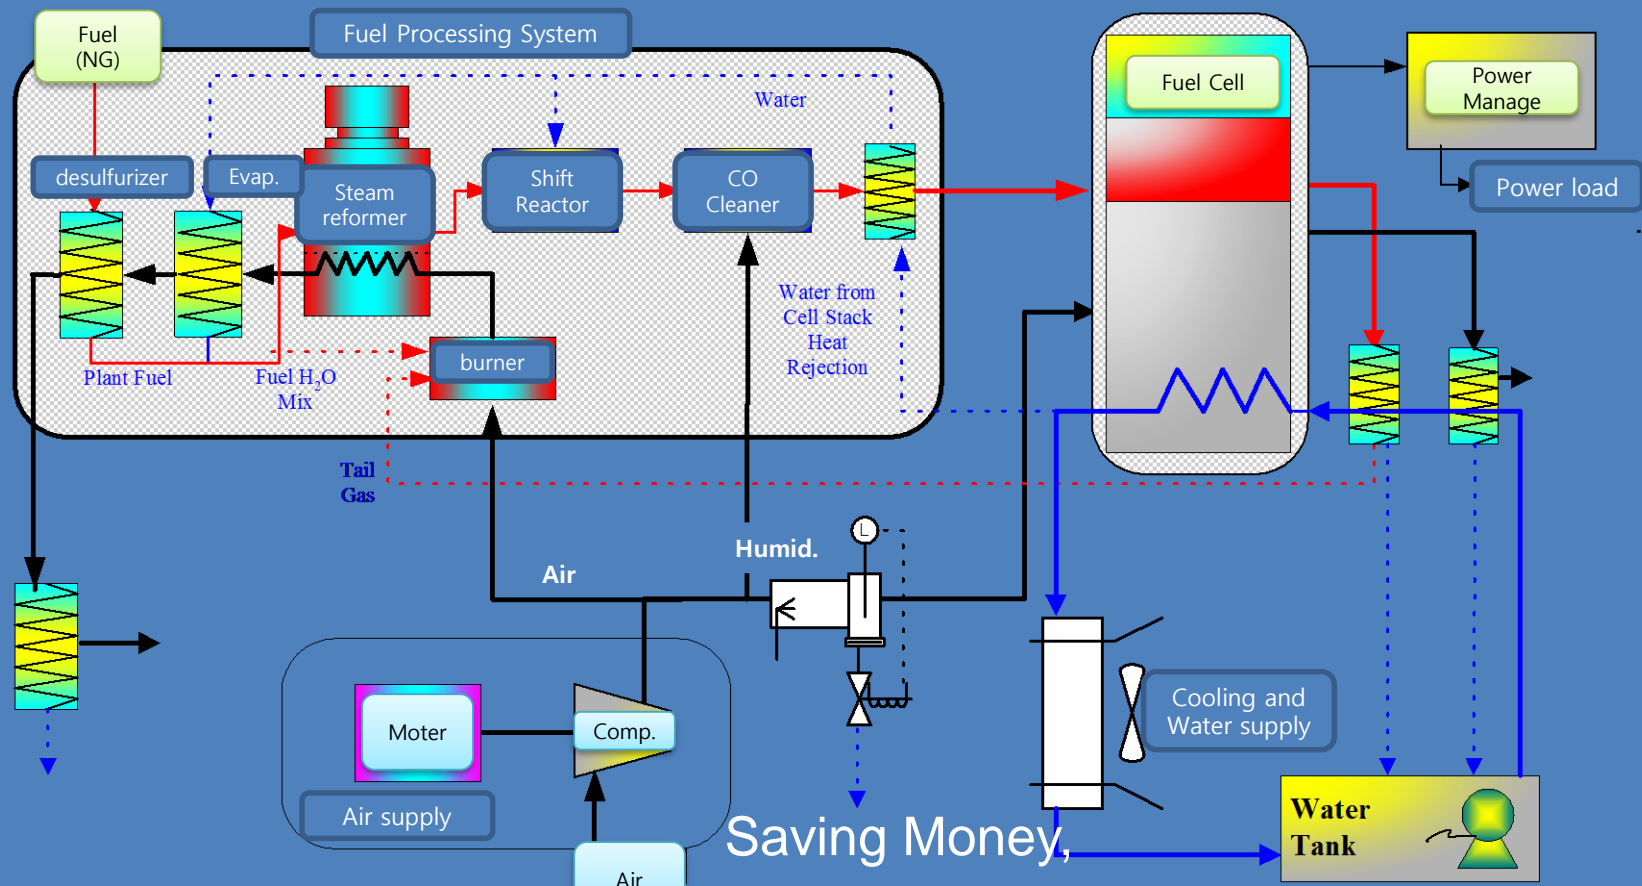 Fuel
(NG)
Fuel Processing System
Fuel Cell
Power
Manage
Water
desulfurizer
Evap.
Steam
reformer
Shift
Reactor
CO
Cleaner
Power load
Water from
Cell Stack
Heat
Rejection
burner
Plant Fuel
Fuel H₂O
Mix
Tail
Gas
L
Humid.
Air
Moter
Comp.
Cooling and
Water supply
Air supply
Water
Tank
Saving Money,
Air